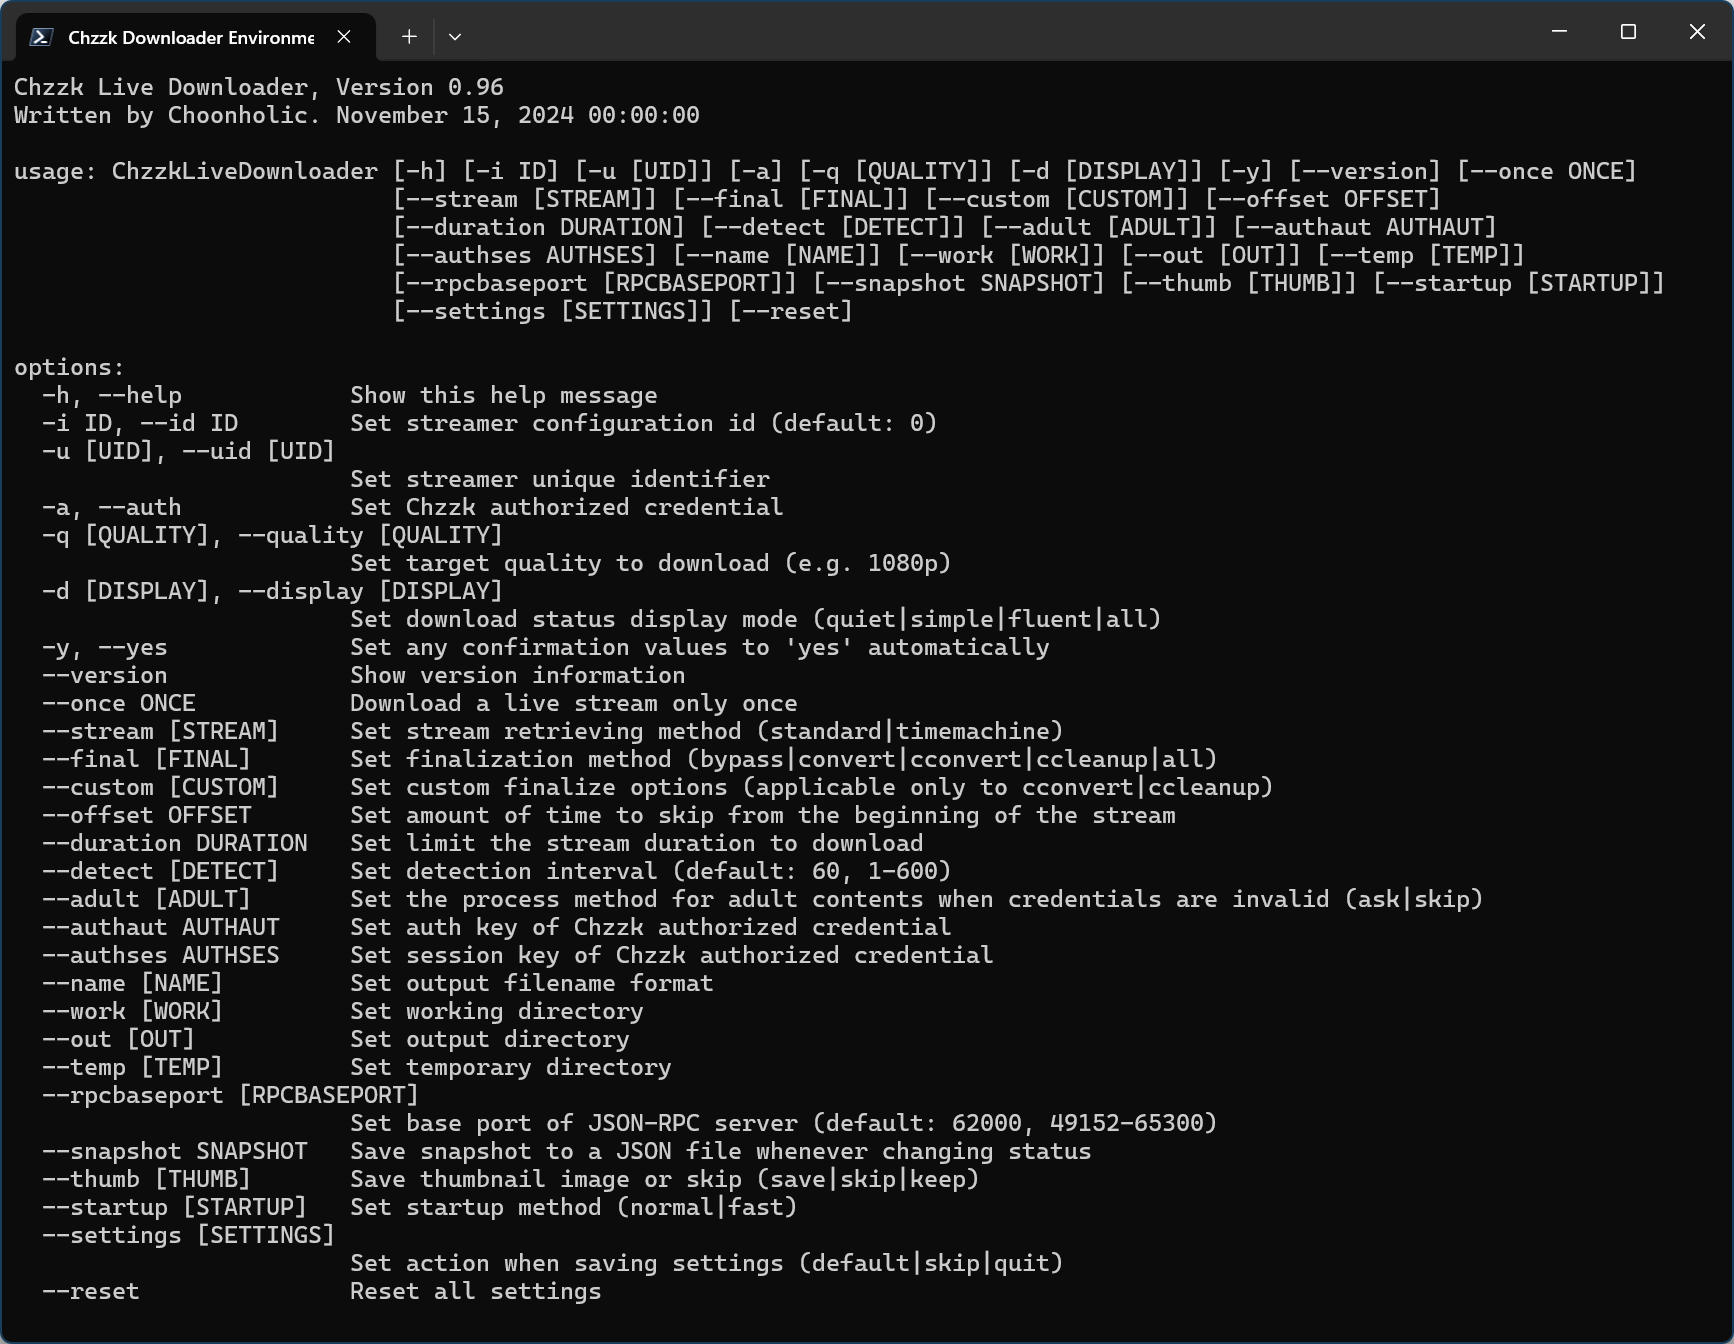 Chzzk Downloader Environme
Chzzk Live Downloader, Version 0.96
Written by Choonholic. November 15, 2024 00:00:00
usage: ChzzkLiveDownloader [-h] [-i ID] [-u [UID]] [-a] [-q [QUALITY]] [-d [DISPLAY]] [-y] [--version] [--once ONCE]
[--stream [STREAM]] [--final [FINAL]] [--custom [CUSTOM]] [--offset OFFSET]
[--duration DURATION] [--detect [DETECT]] [--adult [ADULT]] [--authaut AUTHAUT]
[--authses AUTHSES] [--name [NAME]] [--work [WORK]] [--out [OUT]] [--temp [TEMP]]
[--rpcbaseport [RPCBASEPORT]] [--snapshot SNAPSHOT] [--thumb [THUMB]] [--startup [STARTUP]]
[--settings [SETTINGS]] [--reset]
options:
-h, --help Show this help message
-i ID, --id ID Set streamer configuration id (default: 0)
-u [UID], --uid [UID]
Set streamer unique identifier
-a, --auth Set Chzzk authorized credential
-q [QUALITY], --quality [QUALITY]
Set target quality to download (e.g. 1080p)
-d [DISPLAY], --display [DISPLAY]
Set download status display mode (quiet|simple|fluent|all)
-y, --yes Set any confirmation values to 'yes' automatically
--version Show version information
--once ONCE Download a live stream only once
--stream [STREAM] Set stream retrieving method (standard|timemachine)
--final [FINAL] Set finalization method (bypass|convert|cconvert|ccleanup|all)
--custom [CUSTOM] Set custom finalize options (applicable only to cconvert|ccleanup)
--offset OFFSET Set amount of time to skip from the beginning of the stream
--duration DURATION Set limit the stream duration to download
--detect [DETECT] Set detection interval (default: 60, 1-600)
--adult [ADULT] Set the process method for adult contents when credentials are invalid (ask|skip)
--authaut AUTHAUT Set auth key of Chzzk authorized credential
--authses AUTHSES Set session key of Chzzk authorized credential
--name [NAME] Set output filename format
--work [WORK] Set working directory
--out [OUT] Set output directory
--temp [TEMP] Set temporary directory
--rpcbaseport [RPCBASEPORT]
Set base port of JSON-RPC server (default: 62000, 49152-65300)
--snapshot SNAPSHOT Save snapshot to a JSON file whenever changing status
--thumb [THUMB] Save thumbnail image or skip (save|skip|keep)
--startup [STARTUP] Set startup method (normal|fast)
--settings [SETTINGS]
Set action when saving settings (default|skip|quit)
--reset Reset all settings